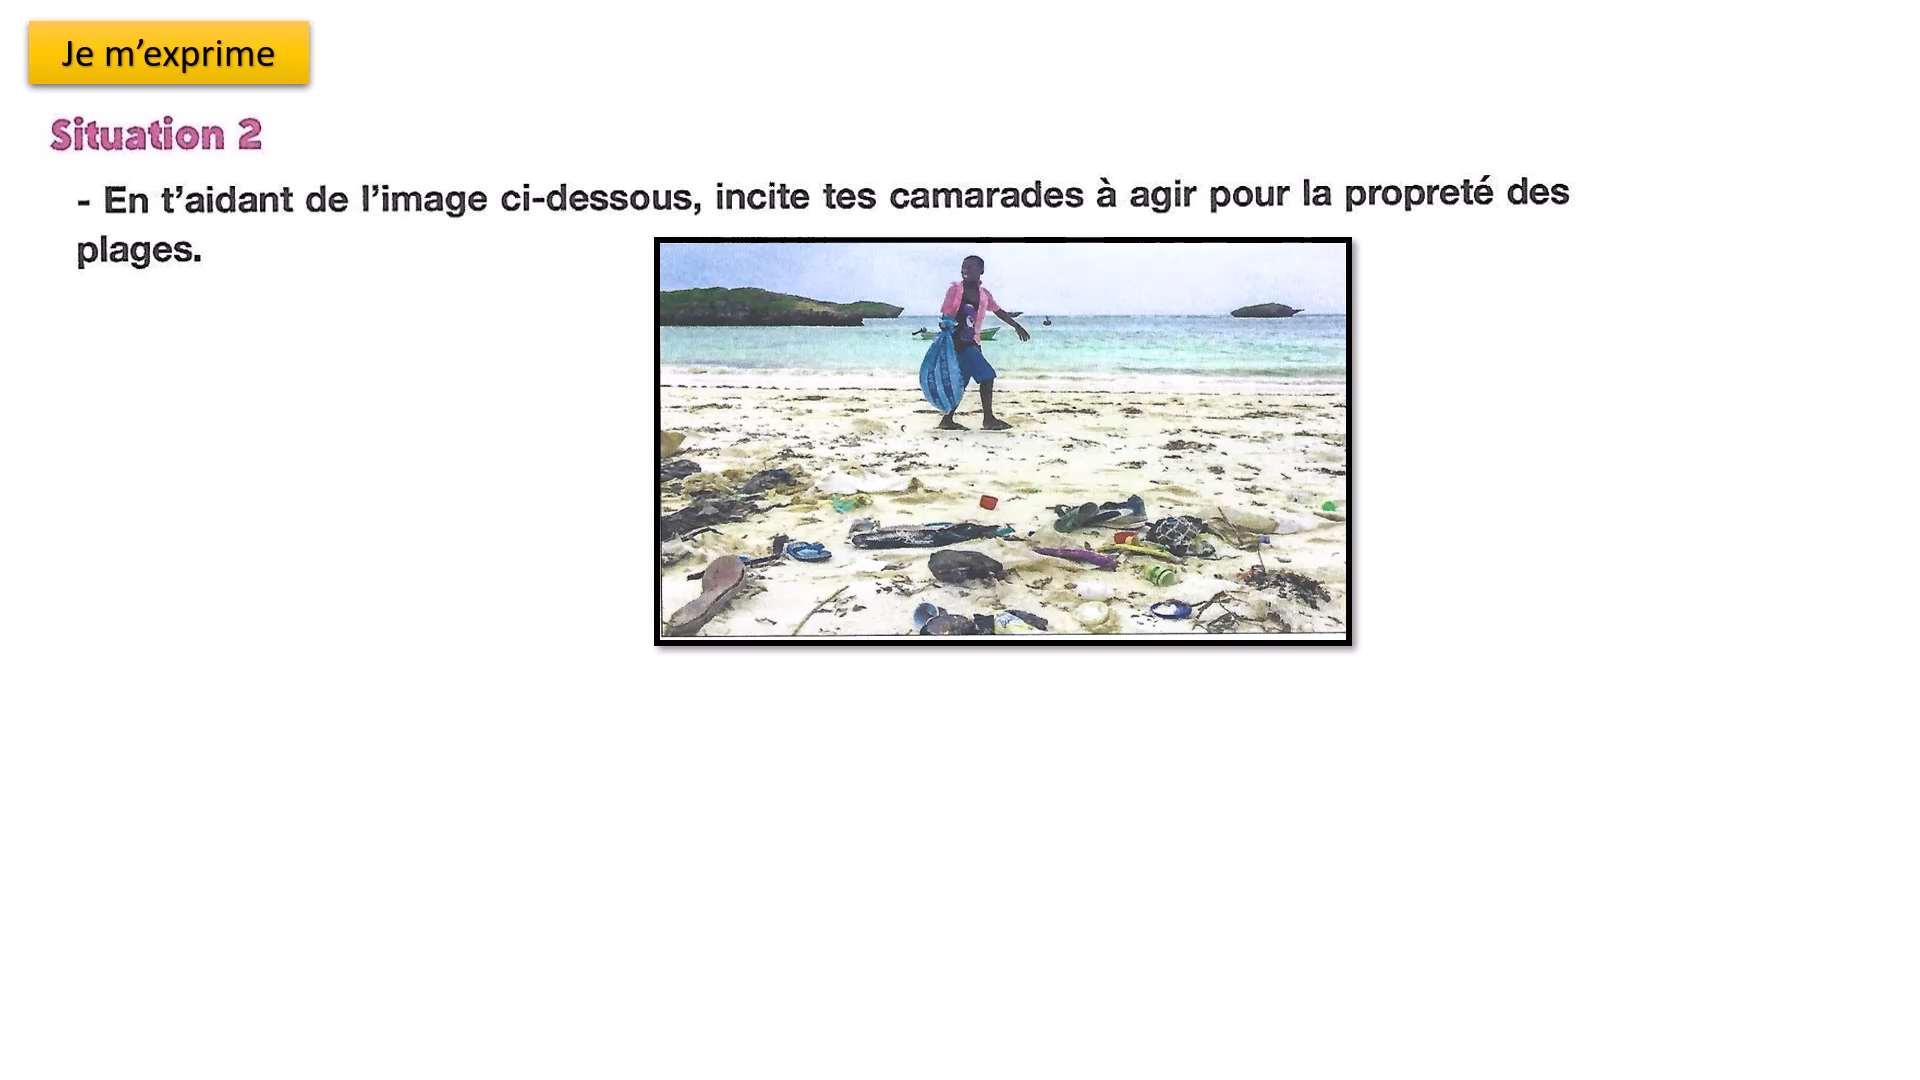 Je m’exprime
Situation 2
- En t’aidant de l’image ci-dessous, incite tes camarades à agir pour la propreté des
plages.